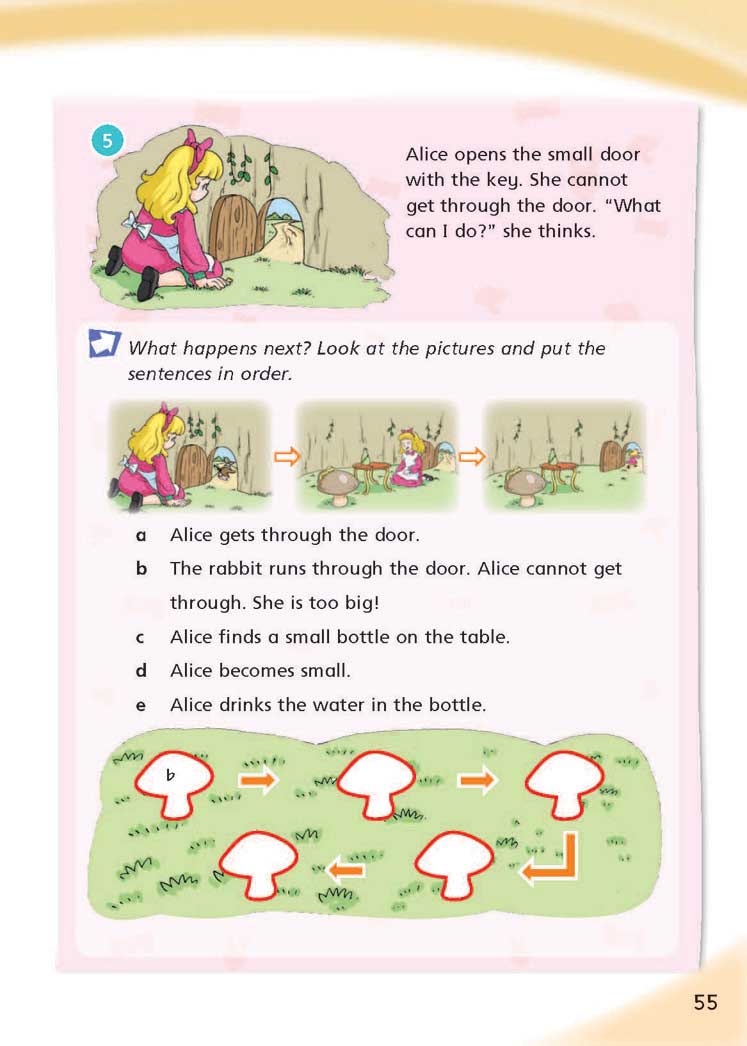 5
Alice opens the small door
with the key. She cannot
get through the door. “What
can I do?” she thinks.
What happens next? Look at the pictures and put the
sentences in order.
a Alice gets through the door.
b The rabbit runs through the door. Alice cannot get
through. She is too big!
c Alice finds a small bottle on the table.
d Alice becomes small.
e Alice drinks the water in the bottle.
b
55